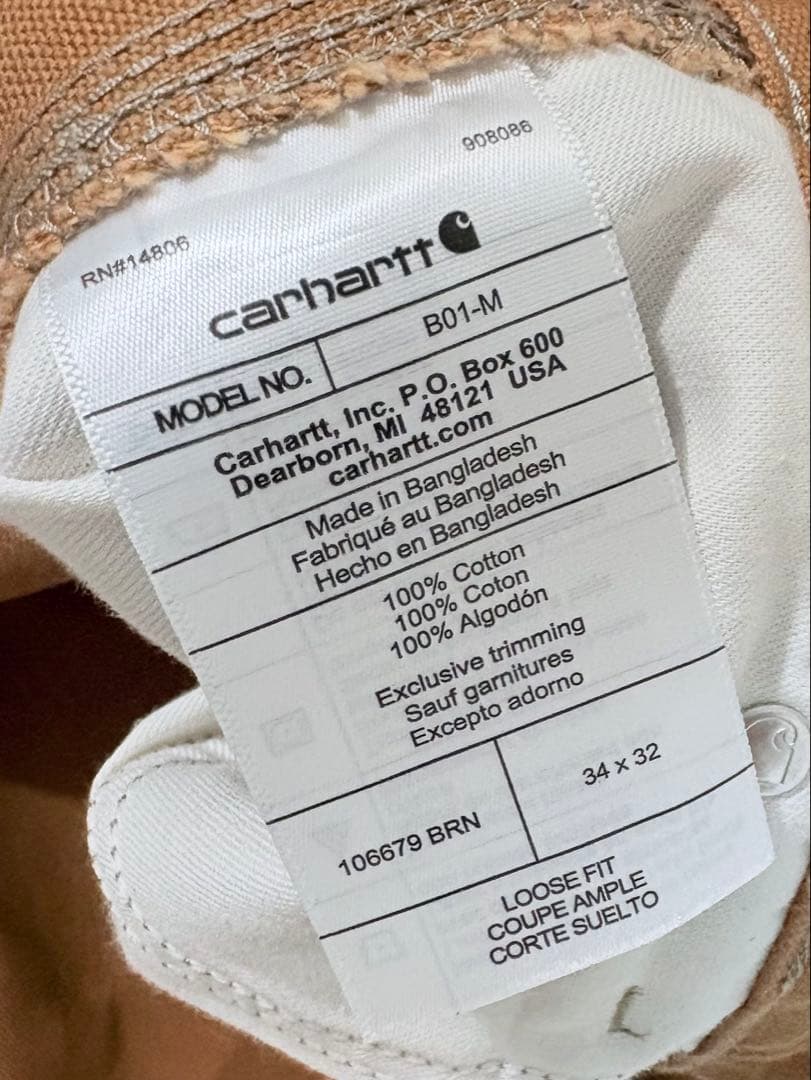 908086
RN#14806
carhartt
MODEL NO. B01-M
Carhartt, Inc. P.O. Box 600
Dearborn, MI 48121 USA
carhartt.com
Made in Bangladesh
Fabriqué au Bangladesh
Hecho en Bangladesh
100% Cotton
100% Coton
100% Algodón
Exclusive trimming
Sauf garnitures
Excepto adorno
106679 BRN 34 x 32
LOOSE FIT
COUPE AMPLE
CORTE SUELTO